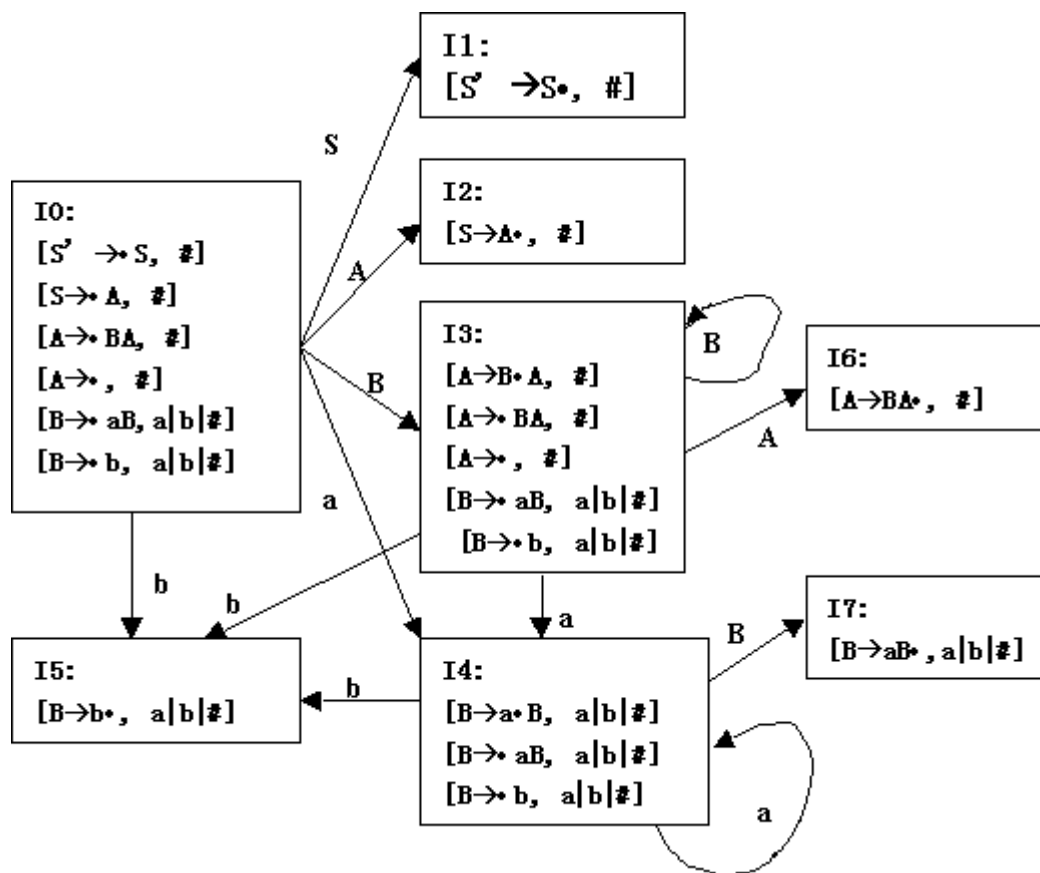 I1:
[S’ →S•, #]
S
I2:
[S→A•, #]
A
I0:
[S’ →•S, #]
[S→•A, #]
[A→•BA, #]
[A→•, #]
[B→•aB,a|b|#]
[B→•b, a|b|#]
I3:
[A→B•A, #]
[A→•BA, #]
[A→•, #]
[B→•aB, a|b|#]
[B→•b, a|b|#]
B
B
I6:
[A→BA•, #]
A
a
b
b
a
I7:
[B→aB•,a|b|#]
B
I5:
[B→b•, a|b|#]
b
I4:
[B→a•B, a|b|#]
[B→•aB, a|b|#]
[B→•b, a|b|#]
a